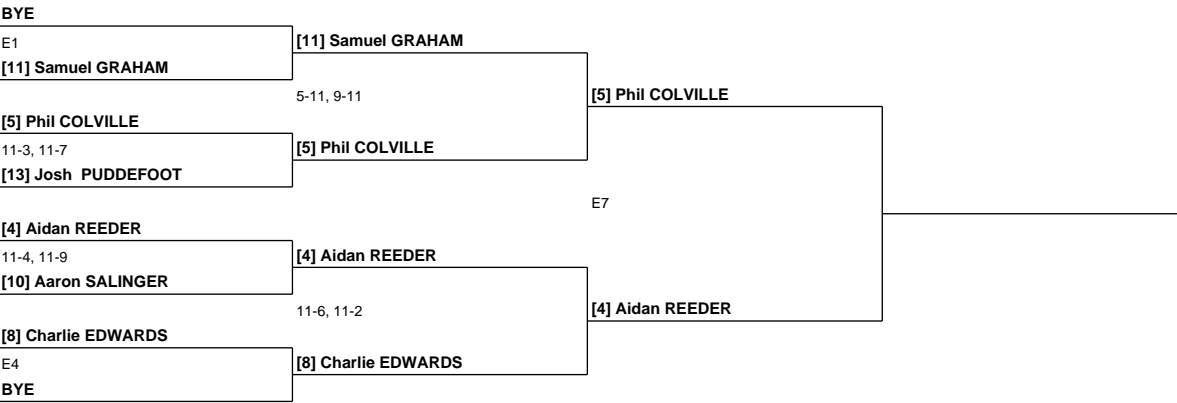 BYE
E1
[11] Samuel GRAHAM
[11] Samuel GRAHAM
5-11, 9-11
[5] Phil COLVILLE
[5] Phil COLVILLE
11-3, 11-7
[5] Phil COLVILLE
[13] Josh  PUDDEFOOT
E7
[4] Aidan REEDER
11-4, 11-9
[4] Aidan REEDER
[10] Aaron SALINGER
11-6, 11-2
[4] Aidan REEDER
[8] Charlie EDWARDS
E4
[8] Charlie EDWARDS
BYE